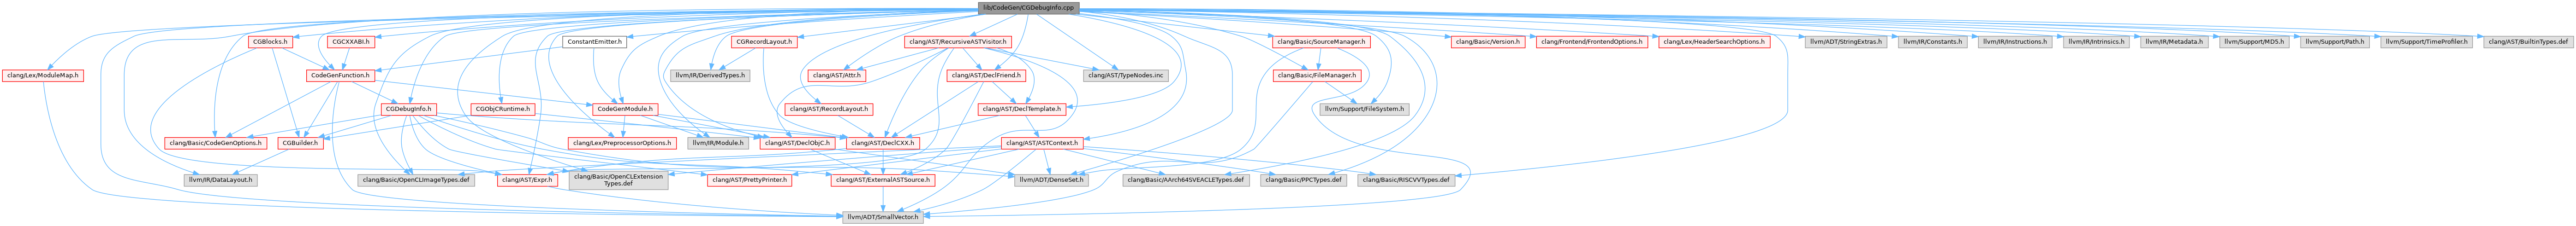 lib/CodeGen/CGDebugInfo.cpp
CGBlocks.h
CGCXXABI.h
ConstantEmitter.h
CGRecordLayout.h
clang/AST/RecursiveASTVisitor.h
clang/Basic/SourceManager.h
clang/Basic/Version.h
clang/Frontend/FrontendOptions.h
clang/Lex/HeaderSearchOptions.h
llvm/ADT/StringExtras.h
llvm/IR/Constants.h
llvm/IR/Instructions.h
llvm/IR/Intrinsics.h
llvm/IR/Metadata.h
llvm/Support/MD5.h
llvm/Support/Path.h
llvm/Support/TimeProfiler.h
clang/AST/BuiltinTypes.def
clang/Lex/ModuleMap.h
CodeGenFunction.h
llvm/IR/DerivedTypes.h
clang/AST/Attr.h
clang/AST/DeclFriend.h
clang/AST/TypeNodes.inc
clang/Basic/FileManager.h
CGDebugInfo.h
CGObjCRuntime.h
CodeGenModule.h
clang/AST/RecordLayout.h
clang/AST/DeclTemplate.h
llvm/Support/FileSystem.h
clang/Basic/CodeGenOptions.h
CGBuilder.h
clang/Lex/PreprocessorOptions.h
llvm/IR/Module.h
clang/AST/DeclObjC.h
clang/AST/DeclCXX.h
clang/AST/ASTContext.h
llvm/IR/DataLayout.h
clang/Basic/OpenCLImageTypes.def
clang/AST/Expr.h
clang/Basic/OpenCLExtension
Types.def
clang/AST/PrettyPrinter.h
clang/AST/ExternalASTSource.h
llvm/ADT/DenseSet.h
clang/Basic/AArch64SVEACLETypes.def
clang/Basic/PPCTypes.def
clang/Basic/RISCVVTypes.def
llvm/ADT/SmallVector.h